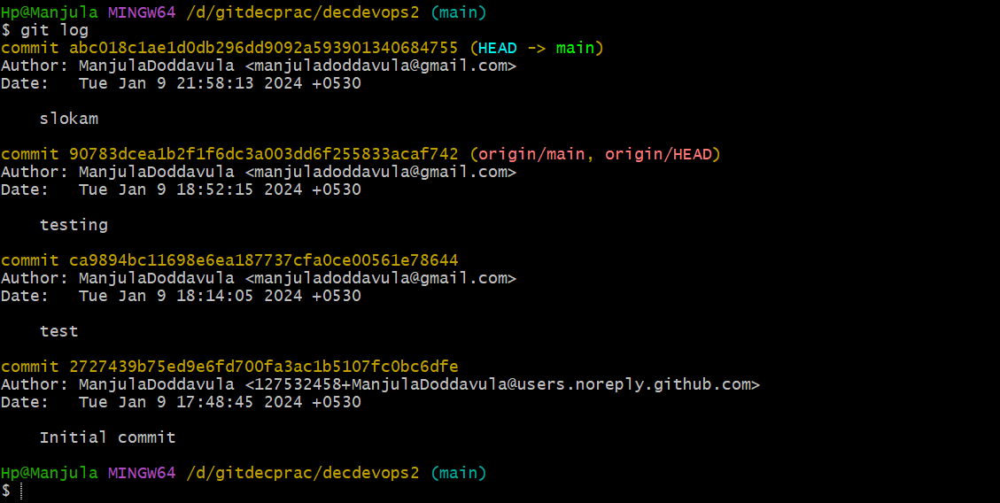 Hp@Manjula MINGW64 /d/gitdecprac/decdevops2 (main)
$ git log
commit abc018c1ae1d0db296dd9092a593901340684755 (HEAD -> main)
Author: ManjulaDoddavula <manjuladoddavula@gmail.com>
Date:   Tue Jan 9 21:58:13 2024 +0530
    slokam
commit 90783dcea1b2f1f6dc3a003dd6f255833acaf742 (origin/main, origin/HEAD)
Author: ManjulaDoddavula <manjuladoddavula@gmail.com>
Date:   Tue Jan 9 18:52:15 2024 +0530
    testing
commit ca9894bc11698e6ea187737cfa0ce00561e78644
Author: ManjulaDoddavula <manjuladoddavula@gmail.com>
Date:   Tue Jan 9 18:14:05 2024 +0530
    test
commit 2727439b75ed9e6fd700fa3ac1b5107fc0bc6dfe
Author: ManjulaDoddavula <127532458+ManjulaDoddavula@users.noreply.github.com>
Date:   Tue Jan 9 17:48:45 2024 +0530
    Initial commit
Hp@Manjula MINGW64 /d/gitdecprac/decdevops2 (main)
$